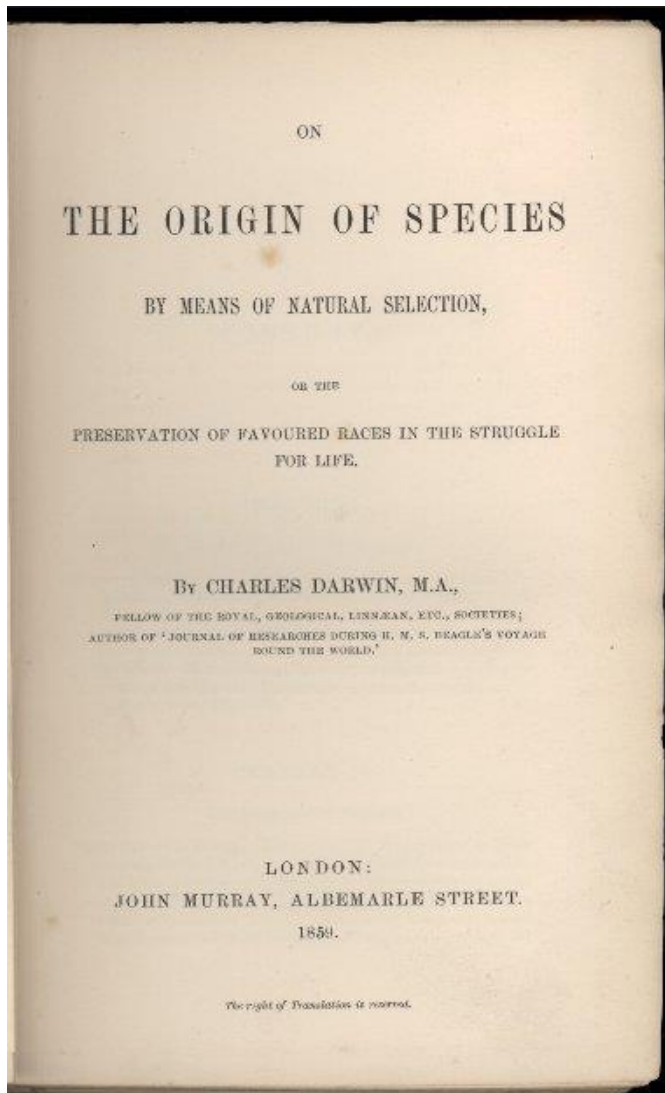 ON
THE ORIGIN OF SPECIES
BY MEANS OF NATURAL SELECTION,
OR THE
PRESERVATION OF FAVOURED RACES IN THE STRUGGLE
FOR LIFE.
BY CHARLES DARWIN, M.A.,
FELLOW OF THE ROYAL, GEOLOGICAL, LINNÆAN, ETC., SOCIETIES;
AUTHOR OF 'JOURNAL OF RESEARCHES DURING H. M. S. BEAGLE'S VOYAGE
ROUND THE WORLD.'
LONDON:
JOHN MURRAY, ALBEMARLE STREET.
1859.
The right of Translation is reserved.